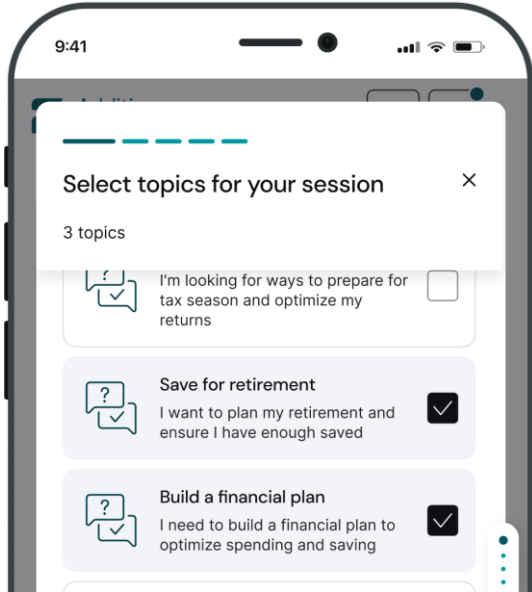 9:41
Select topics for your session
3 topics
I'm looking for ways to prepare for
tax season and optimize my
returns
Save for retirement
I want to plan my retirement and
ensure I have enough saved
Build a financial plan
I need to build a financial plan to
optimize spending and saving